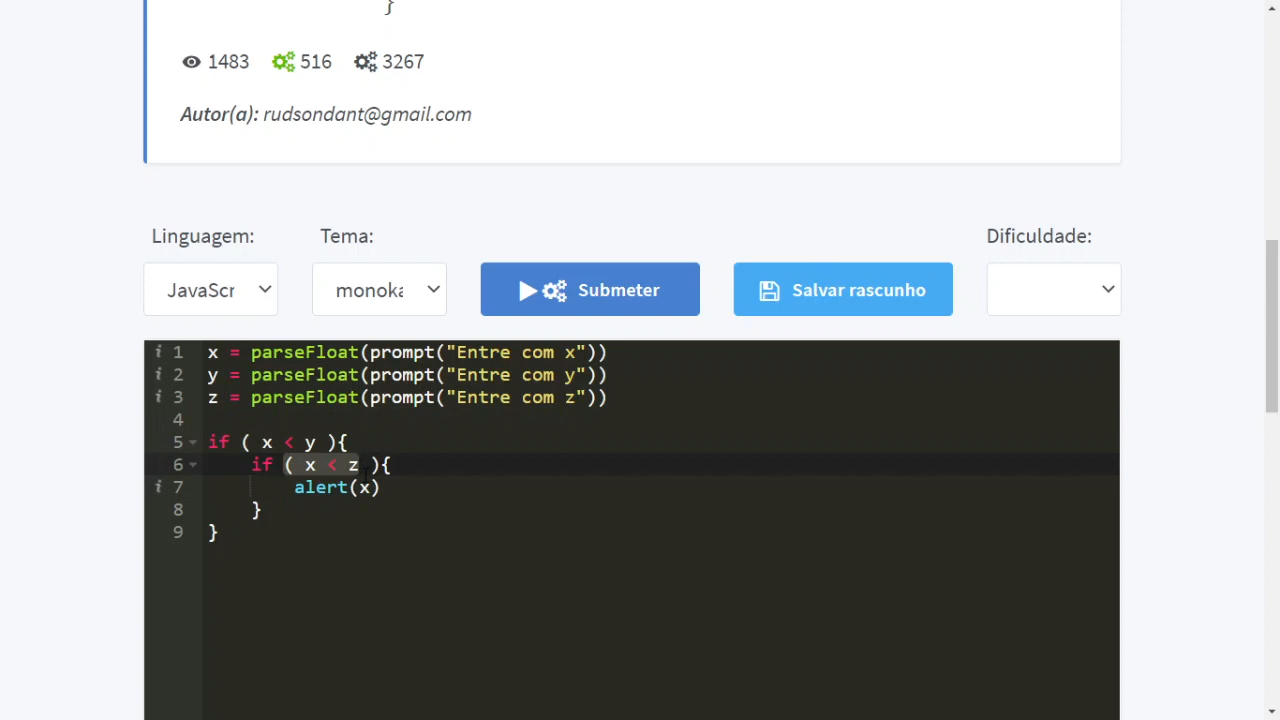 }
1483 516 3267
Autor(a): rudsondant@gmail.com
Linguagem: Tema: Dificuldade:
JavaScr monoka Submeter Salvar rascunho
i 1 x = parseFloat(prompt("Entre com x"))
i 2 y = parseFloat(prompt("Entre com y"))
i 3 z = parseFloat(prompt("Entre com z"))
4
5 if ( x < y ){
6 if ( x < z ){
i 7 alert(x)
8 }
9 }